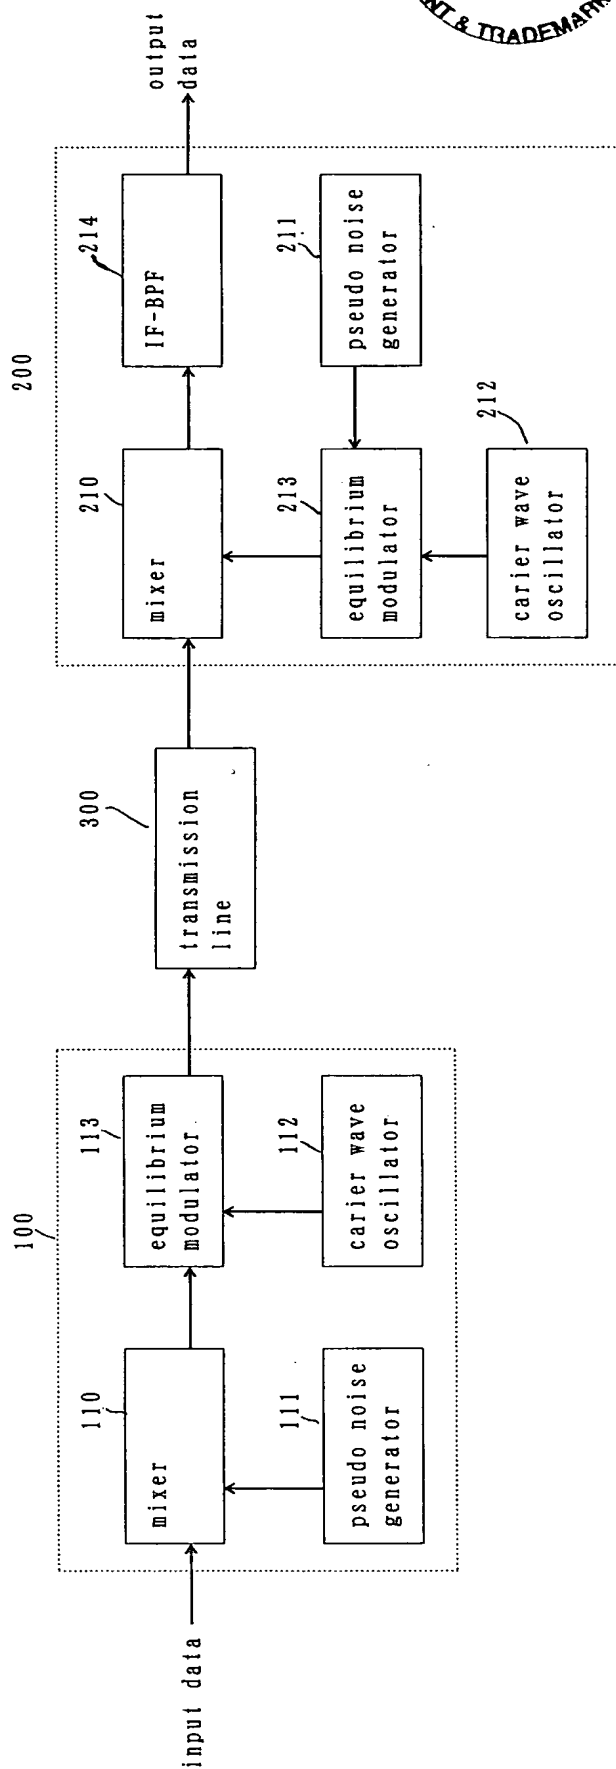 100
110
mixer
113
equilibrium
modulator
111
pseudo noise
generator
112
carier wave
oscillator
input data
300
transmission
line
200
210
mixer
214
IF-BPF
213
equilibrium
modulator
211
pseudo noise
generator
212
carier wave
oscillator
output
data
& TRADEMARK